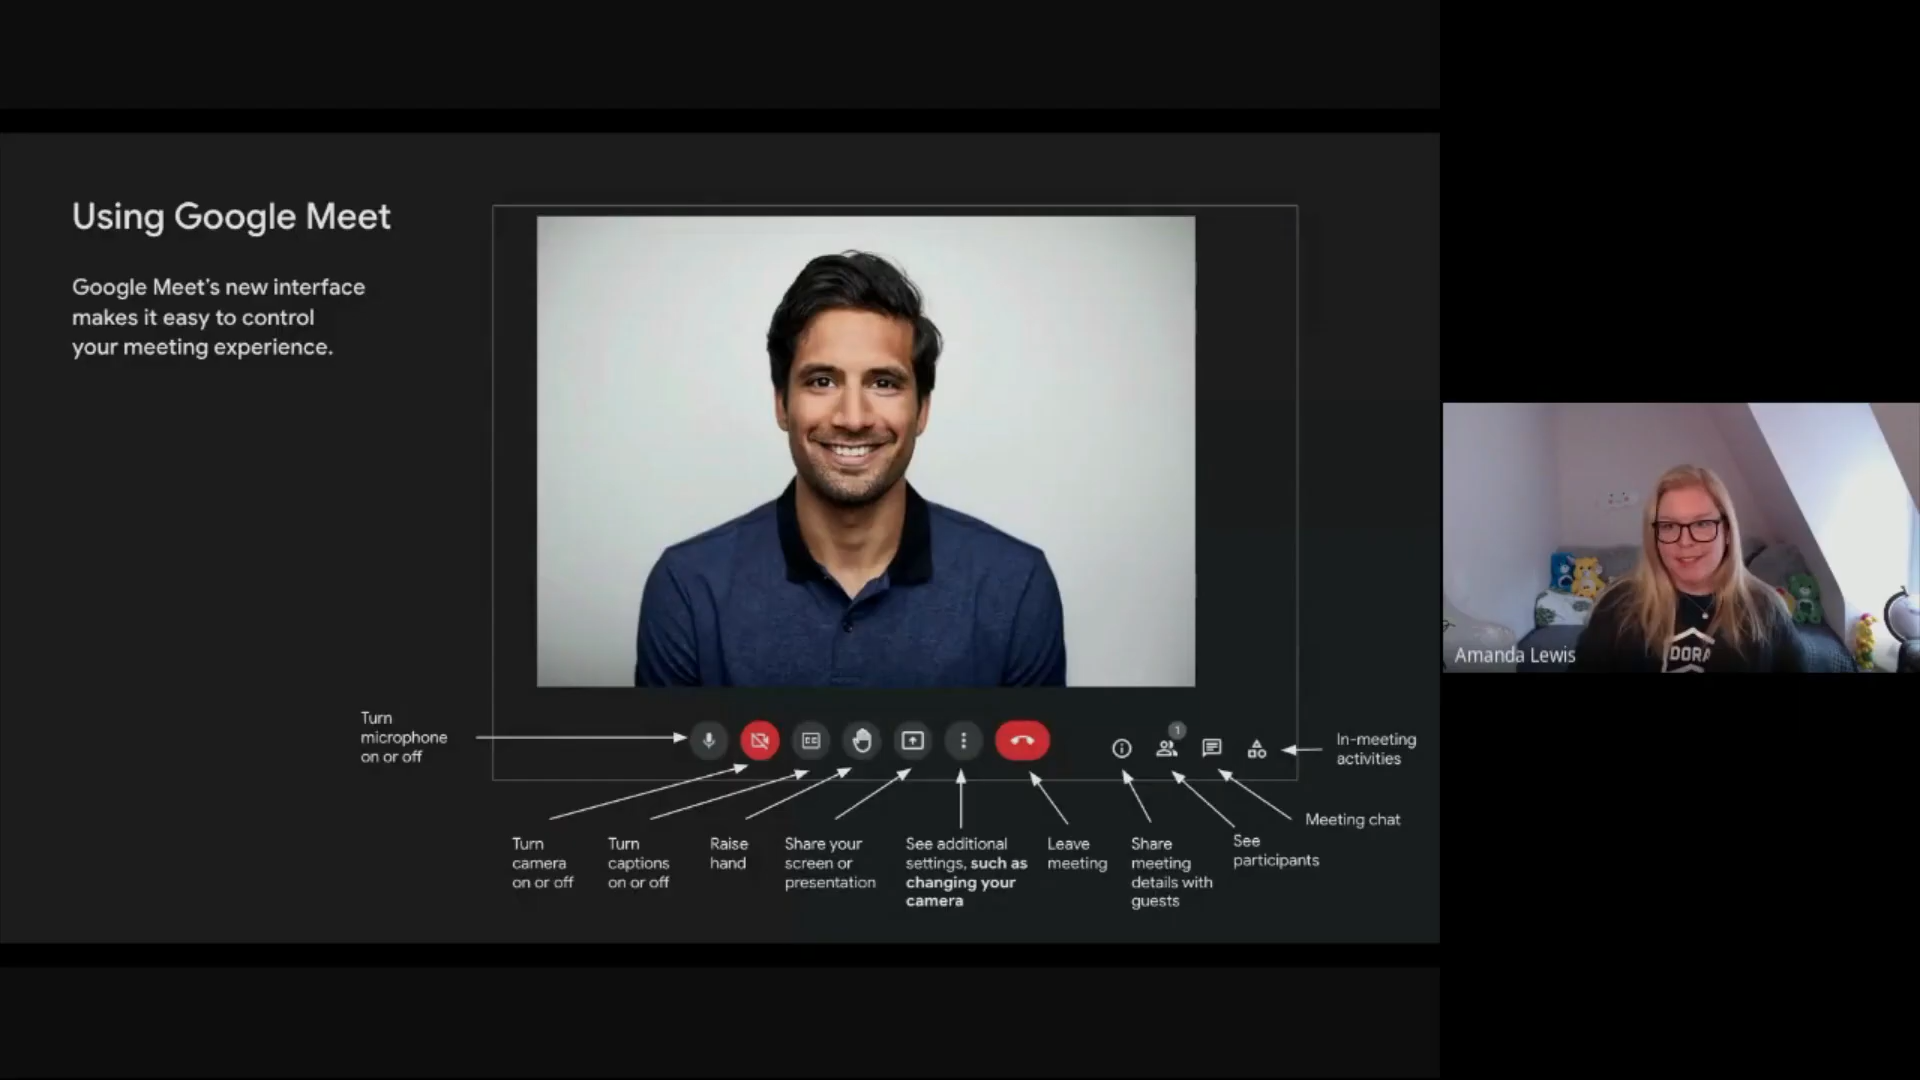 Using Google Meet
Google Meet's new interface
makes it easy to control
your meeting experience.
Turn
microphone
on or off
1
In-meeting
activities
Turn
camera
on or off
Turn
captions
on or off
Raise
hand
Share your
screen or
presentation
See additional
settings, such as
changing your
camera
Leave
meeting
Share
meeting
details with
guests
See
participants
Meeting chat
CC
Amanda Lewis
DORA